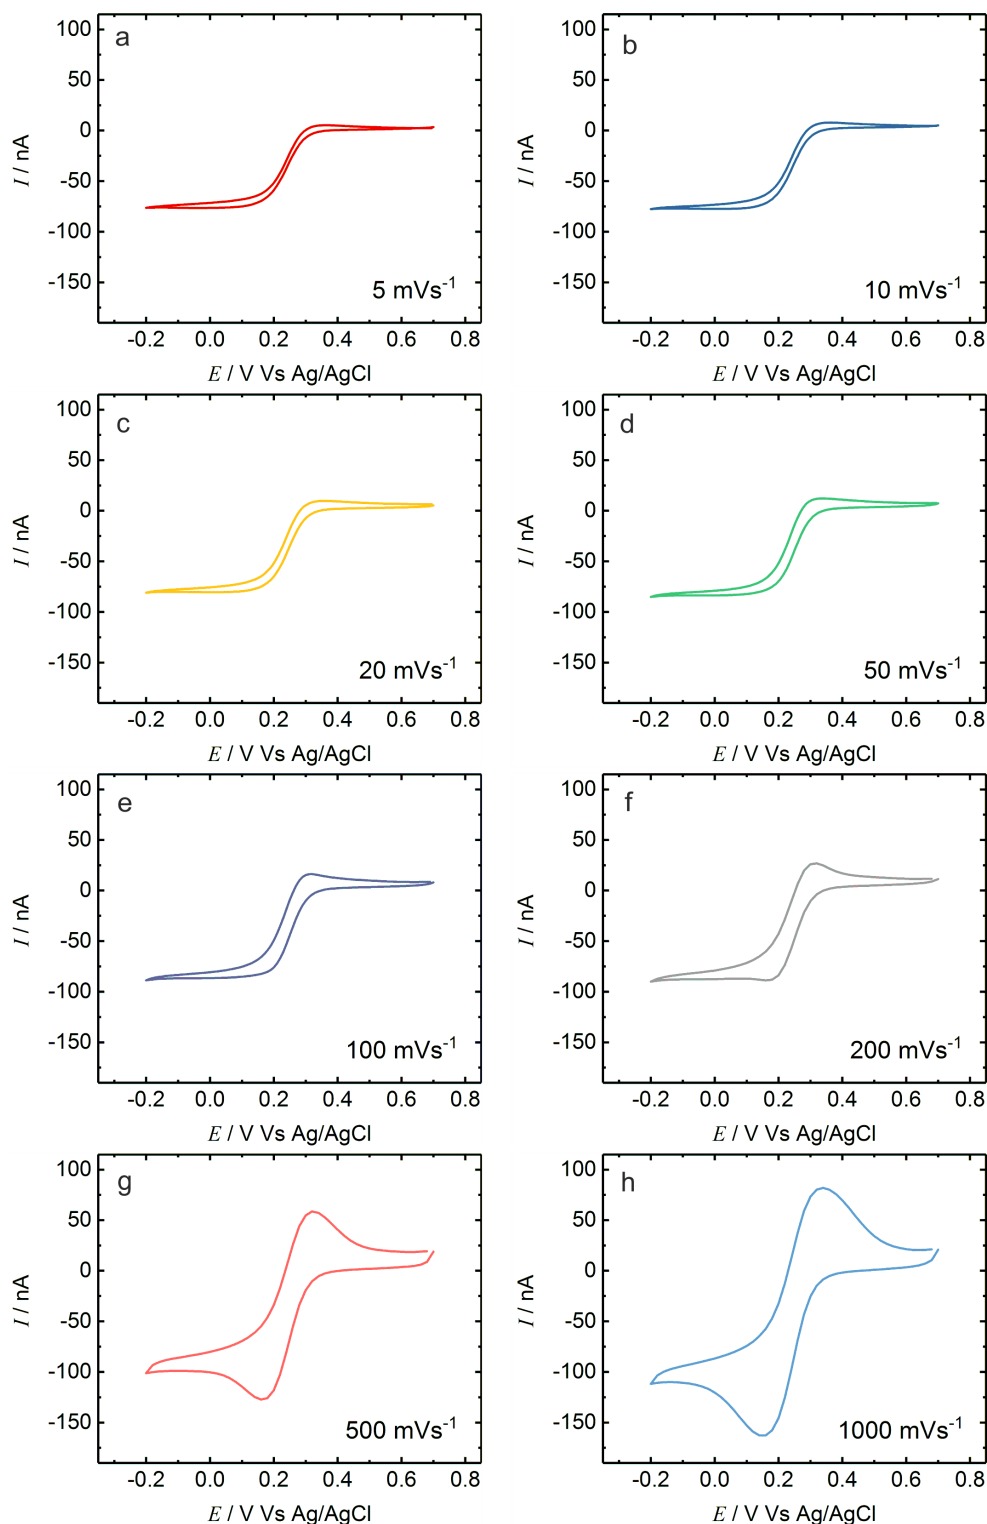 a
100
50
0
-50
-100
-150
I / nA
5 mVs-1
-0.2 0.0 0.2 0.4 0.6 0.8
E / V Vs Ag/AgCl
b
100
50
0
-50
-100
-150
I / nA
10 mVs-1
-0.2 0.0 0.2 0.4 0.6 0.8
E / V Vs Ag/AgCl
c
100
50
0
-50
-100
-150
I / nA
20 mVs-1
-0.2 0.0 0.2 0.4 0.6 0.8
E / V Vs Ag/AgCl
d
100
50
0
-50
-100
-150
I / nA
50 mVs-1
-0.2 0.0 0.2 0.4 0.6 0.8
E / V Vs Ag/AgCl
e
100
50
0
-50
-100
-150
I / nA
100 mVs-1
-0.2 0.0 0.2 0.4 0.6 0.8
E / V Vs Ag/AgCl
f
100
50
0
-50
-100
-150
I / nA
200 mVs-1
-0.2 0.0 0.2 0.4 0.6 0.8
E / V Vs Ag/AgCl
g
100
50
0
-50
-100
-150
I / nA
500 mVs-1
-0.2 0.0 0.2 0.4 0.6 0.8
E / V Vs Ag/AgCl
h
100
50
0
-50
-100
-150
I / nA
1000 mVs-1
-0.2 0.0 0.2 0.4 0.6 0.8
E / V Vs Ag/AgCl